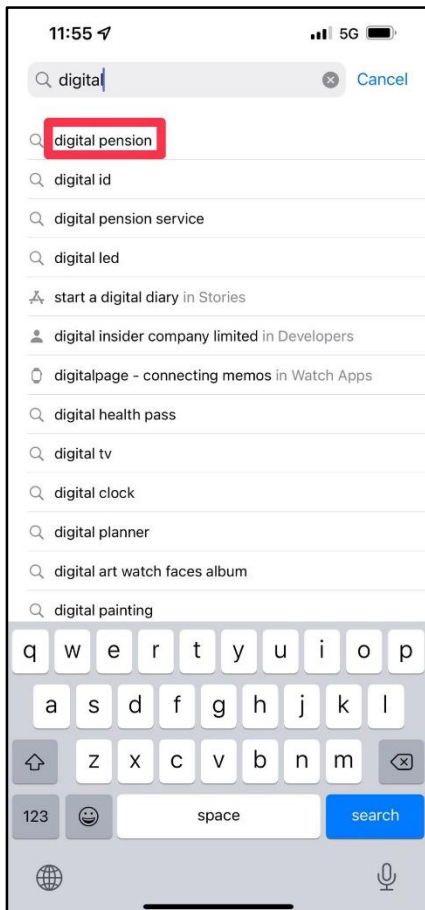 11:55 5G
digital Cancel
digital pension
digital id
digital pension service
digital led
start a digital diary in Stories
digital insider company limited in Developers
digitalpage - connecting memos in Watch Apps
digital health pass
digital tv
digital clock
digital planner
digital art watch faces album
digital painting
q w e r t y u i o p
a s d f g h j k l
z x c v b n m
123 space search